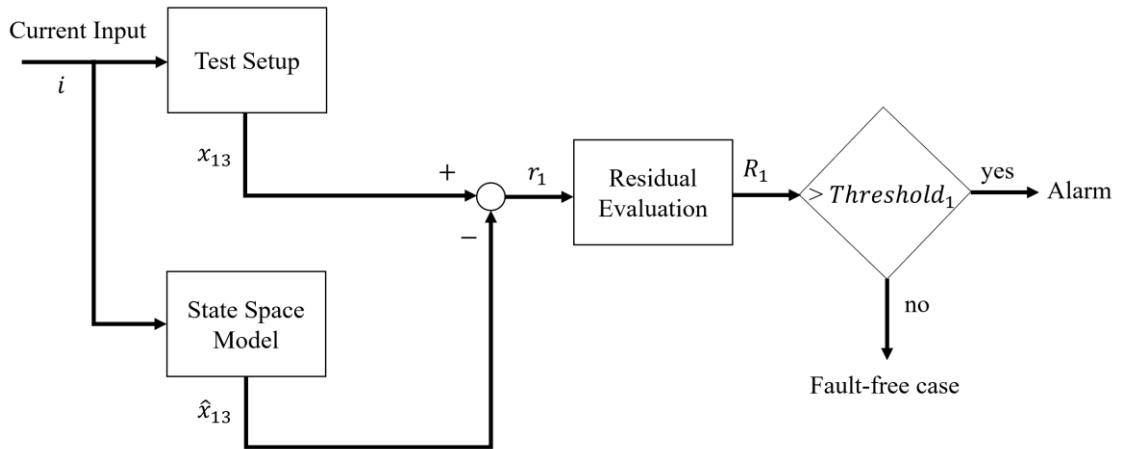 Current Input
i
Test Setup
x₁₃
+
−
r₁
Residual
Evaluation
R₁
> Threshold₁
yes
Alarm
no
Fault-free case
State Space
Model
x̂₁₃